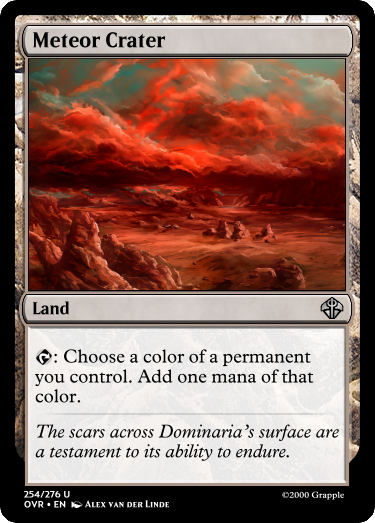 Meteor Crater
Land
: Choose a color of a permanent
you control. Add one mana of that
color.
The scars across Dominaria's surface are
a testament to its ability to endure.
254/276 U
OVR • EN Alex van der Linde
©2000 Grapple